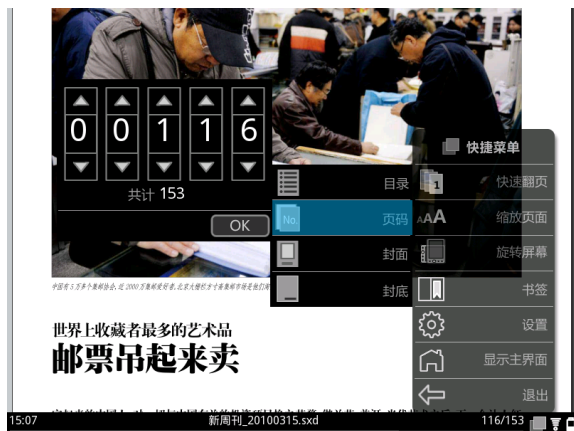 0 0 1 1 6
共计 153
OK
目录
No.
页码
封面
封底
快捷菜单
1
快速翻页
AAA
缩放页面
旋转屏幕
书签
设置
显示主界面
退出
世界上收藏者最多的艺术品
邮票吊起来卖
15:07
新周刊_20100315.sxd
116/153